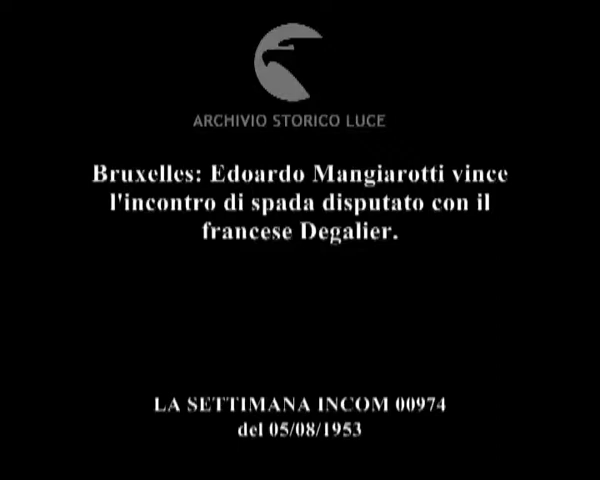 ARCHIVIO STORICO LUCE
Bruxelles: Edoardo Mangiarotti vince
l'incontro di spada disputato con il
francese Degalier.
LA SETTIMANA INCOM 00974
del 05/08/1953